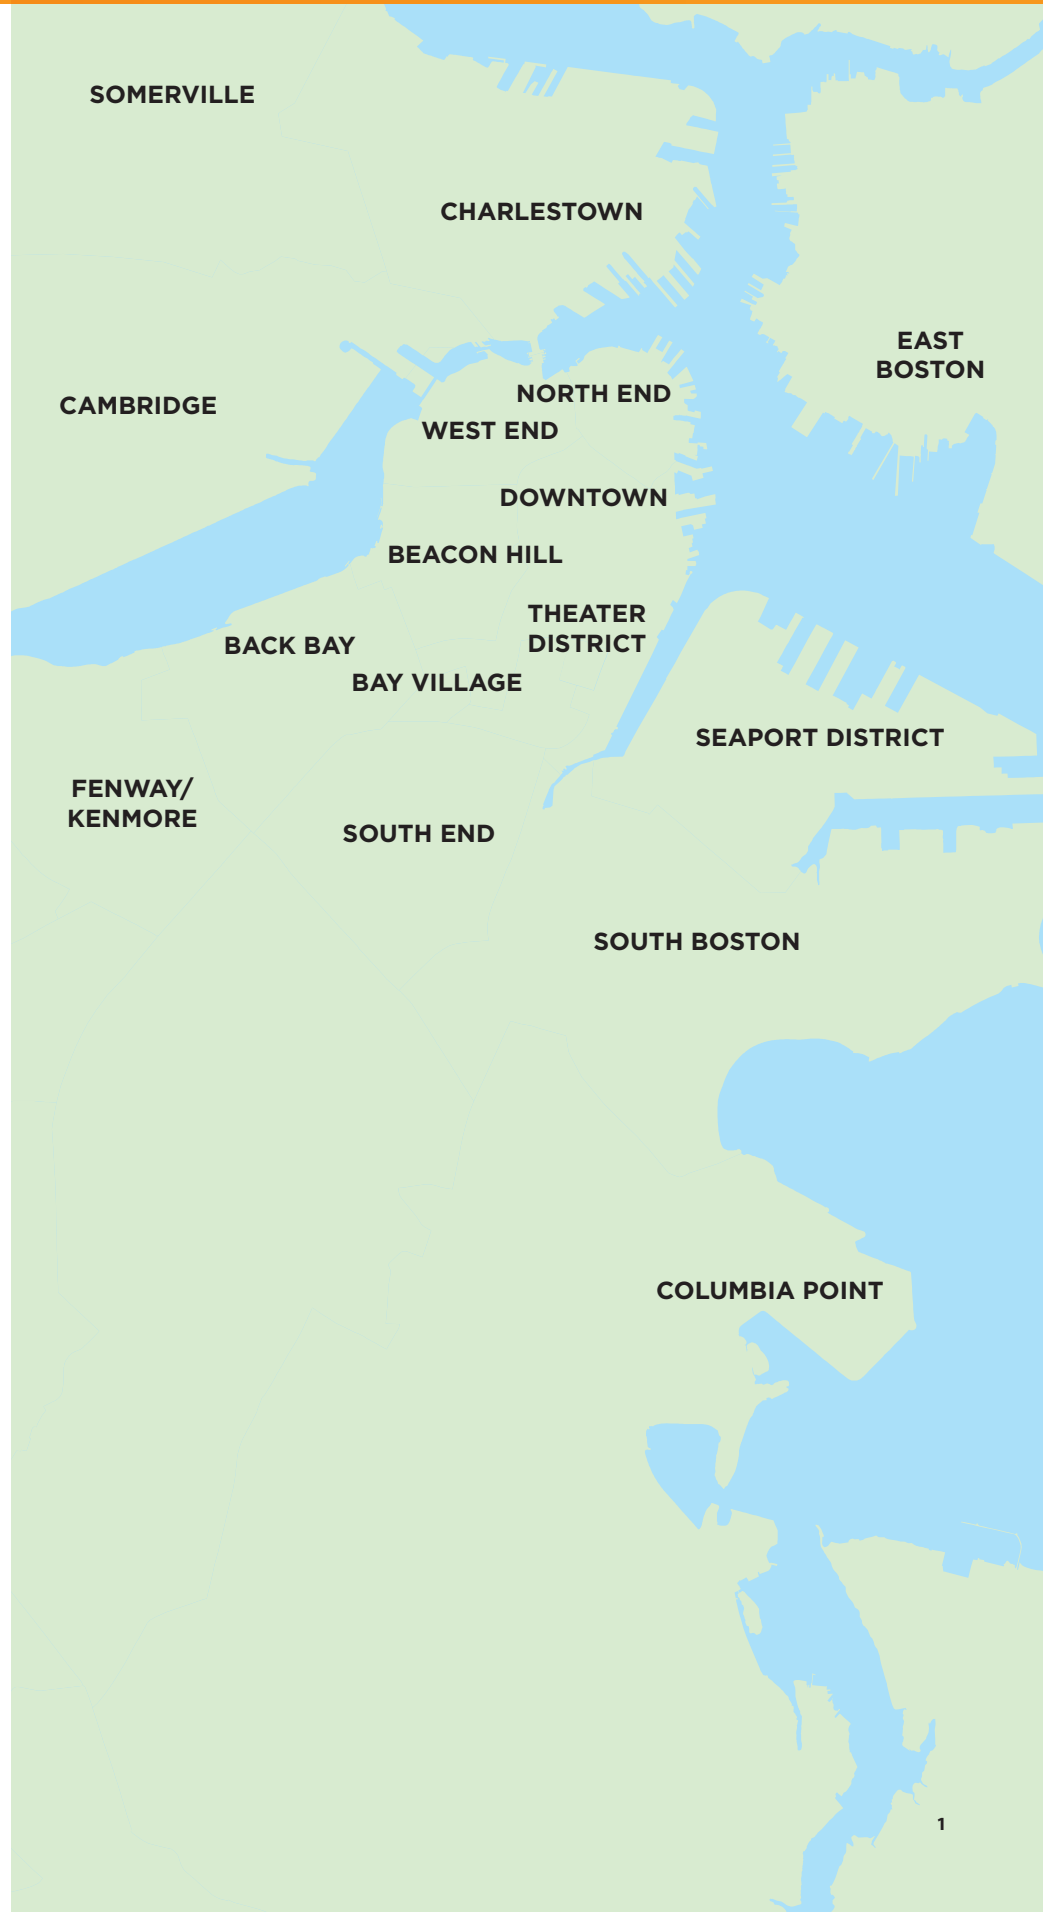 SOMERVILLE
CHARLESTOWN
EAST
BOSTON
NORTH END
CAMBRIDGE
WEST END
DOWNTOWN
BEACON HILL
THEATER
DISTRICT
BACK BAY
BAY VILLAGE
SEAPORT DISTRICT
FENWAY/
KENMORE
SOUTH END
SOUTH BOSTON
COLUMBIA POINT
1